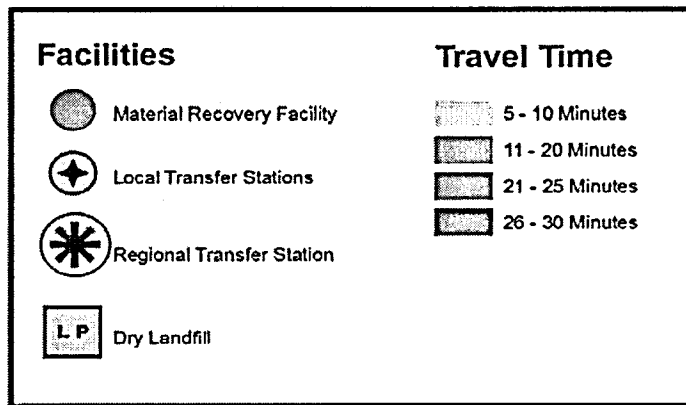 Facilities
Material Recovery Facility
Local Transfer Stations
Regional Transfer Station
L P
Dry Landfill
Travel Time
5 - 10 Minutes
11 - 20 Minutes
21 - 25 Minutes
26 - 30 Minutes